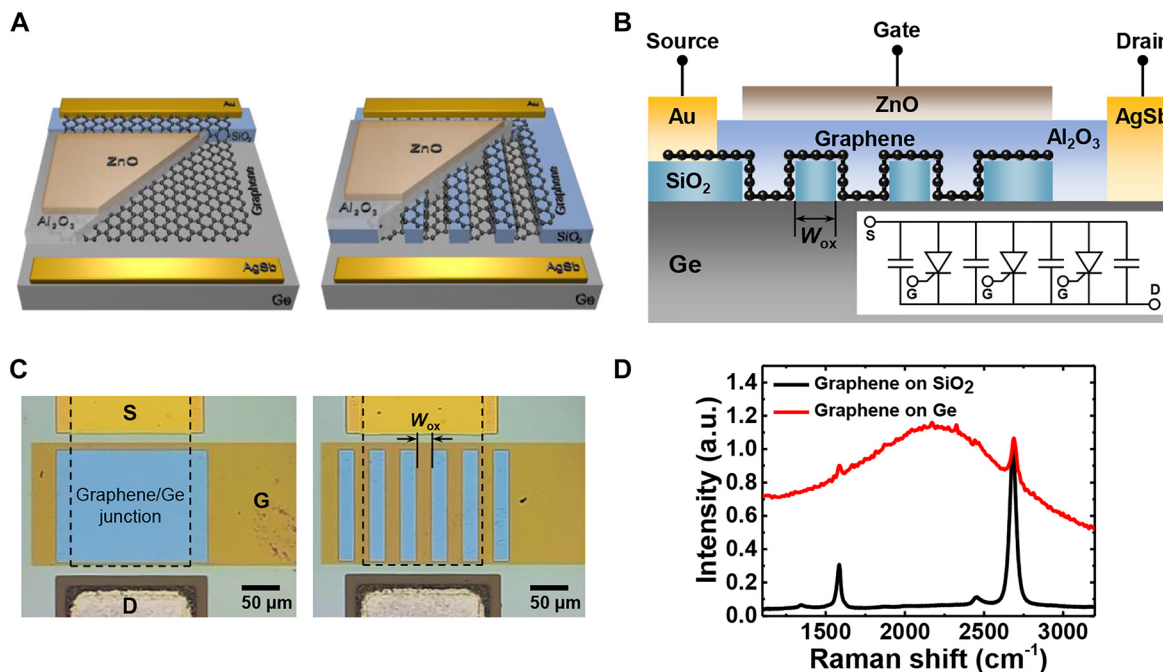 A
Au
SiO₂
ZnO
Graphene
Al₂O₃
AgSb
Ge
Au
ZnO
Graphene
Al₂O₃
SiO₂
AgSb
Ge
B
Source
Gate
Drain
ZnO
Au
AgSb
Graphene
Al₂O₃
SiO₂
Wox
Ge
S
G
G
G
D
C
S
Graphene/Ge
junction
G
D
50 µm
Wox
50 µm
D
Graphene on SiO₂
Graphene on Ge
Intensity (a.u.)
1.4
1.2
1.0
0.8
0.6
0.4
0.2
0.0
1500
2000
2500
3000
Raman shift (cm⁻¹)